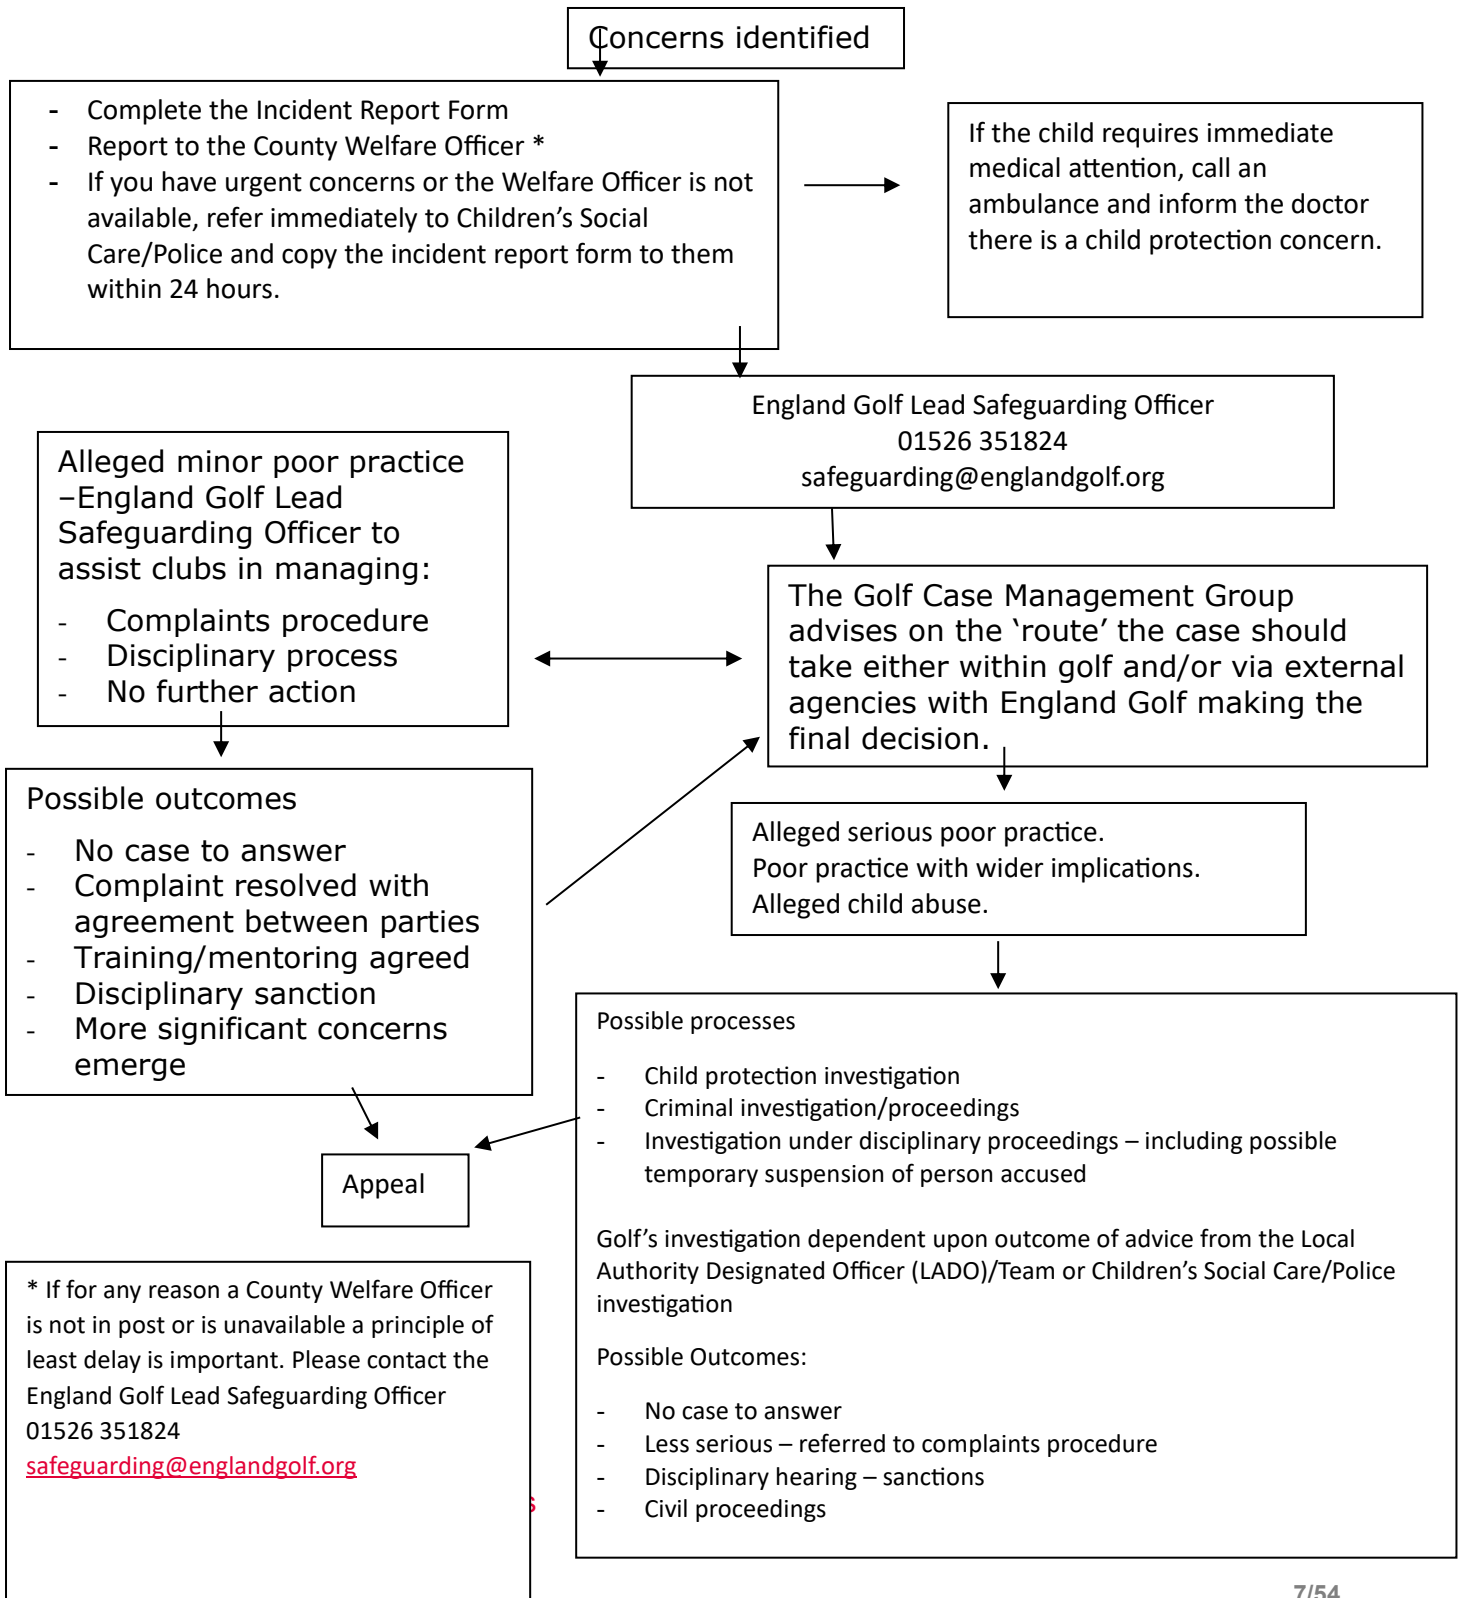 Concerns identified
- Complete the Incident Report Form
- Report to the County Welfare Officer *
- If you have urgent concerns or the Welfare Officer is not
available, refer immediately to Children’s Social
Care/Police and copy the incident report form to them
within 24 hours.
If the child requires immediate
medical attention, call an
ambulance and inform the doctor
there is a child protection concern.
England Golf Lead Safeguarding Officer
01526 351824
safeguarding@englandgolf.org
Alleged minor poor practice
–England Golf Lead
Safeguarding Officer to
assist clubs in managing:
- Complaints procedure
- Disciplinary process
- No further action
The Golf Case Management Group
advises on the ‘route’ the case should
take either within golf and/or via external
agencies with England Golf making the
final decision.
Possible outcomes
- No case to answer
- Complaint resolved with
agreement between parties
- Training/mentoring agreed
- Disciplinary sanction
- More significant concerns
emerge
Alleged serious poor practice.
Poor practice with wider implications.
Alleged child abuse.
Possible processes
- Child protection investigation
- Criminal investigation/proceedings
- Investigation under disciplinary proceedings – including possible
temporary suspension of person accused
Golf’s investigation dependent upon outcome of advice from the Local
Authority Designated Officer (LADO)/Team or Children’s Social Care/Police
investigation
Possible Outcomes:
- No case to answer
- Less serious – referred to complaints procedure
- Disciplinary hearing – sanctions
- Civil proceedings
Appeal
* If for any reason a County Welfare Officer
is not in post or is unavailable a principle of
least delay is important. Please contact the
England Golf Lead Safeguarding Officer
01526 351824
safeguarding@englandgolf.org
7/54